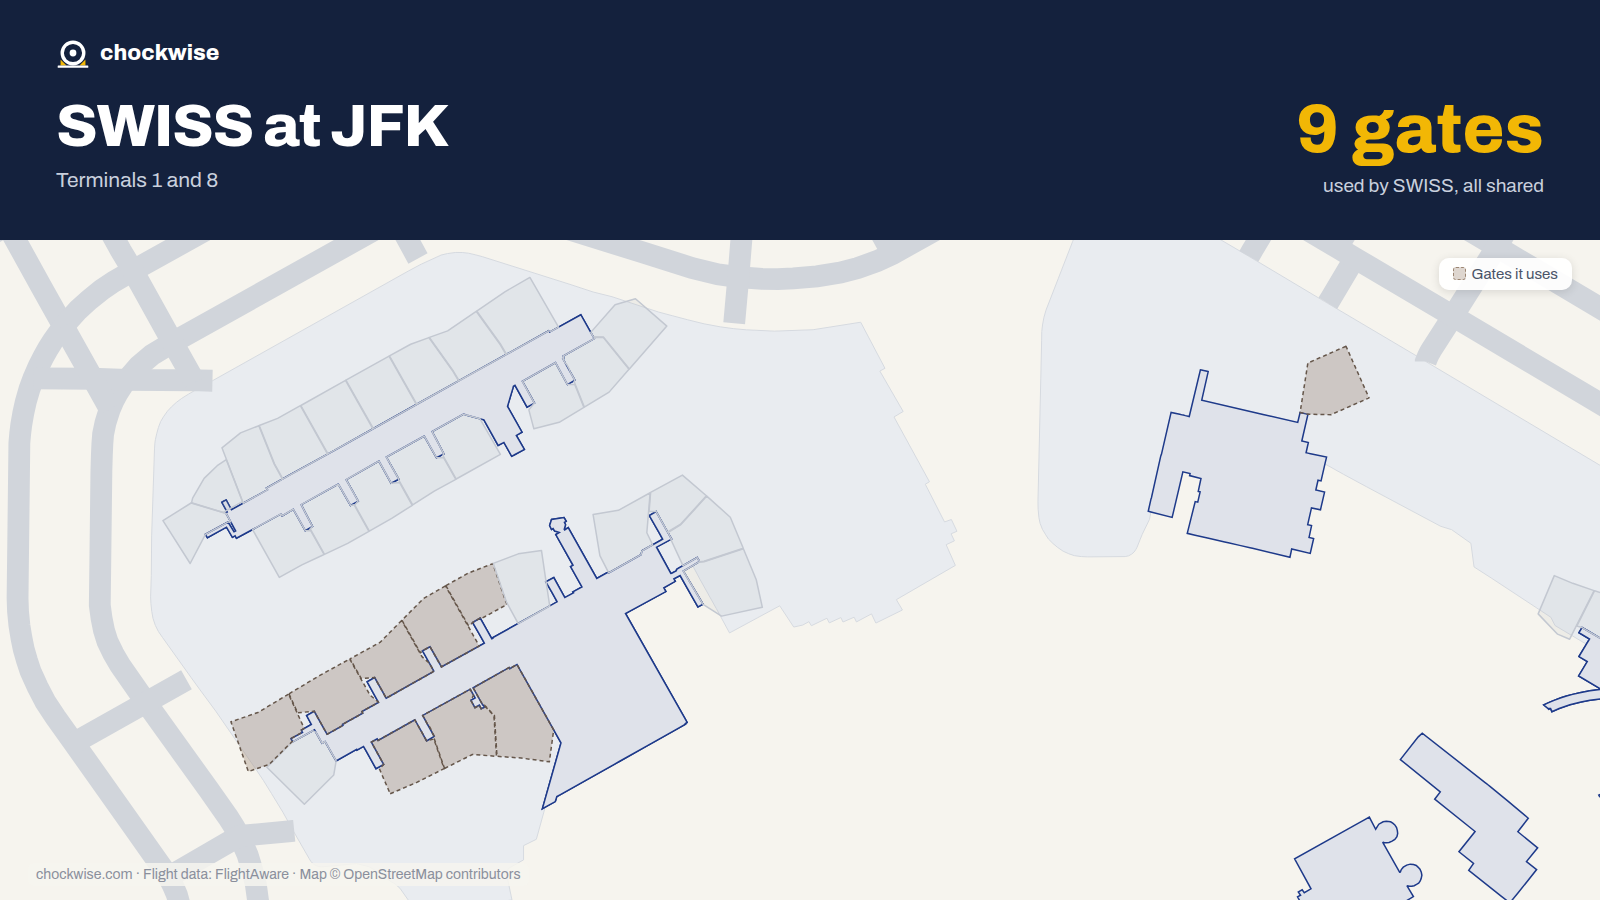 chockwise
SWISS at JFK
Terminals 1 and 8
9 gates
used by SWISS, all shared
Gates it uses
chockwise.com · Flight data: FlightAware · Map © OpenStreetMap contributors